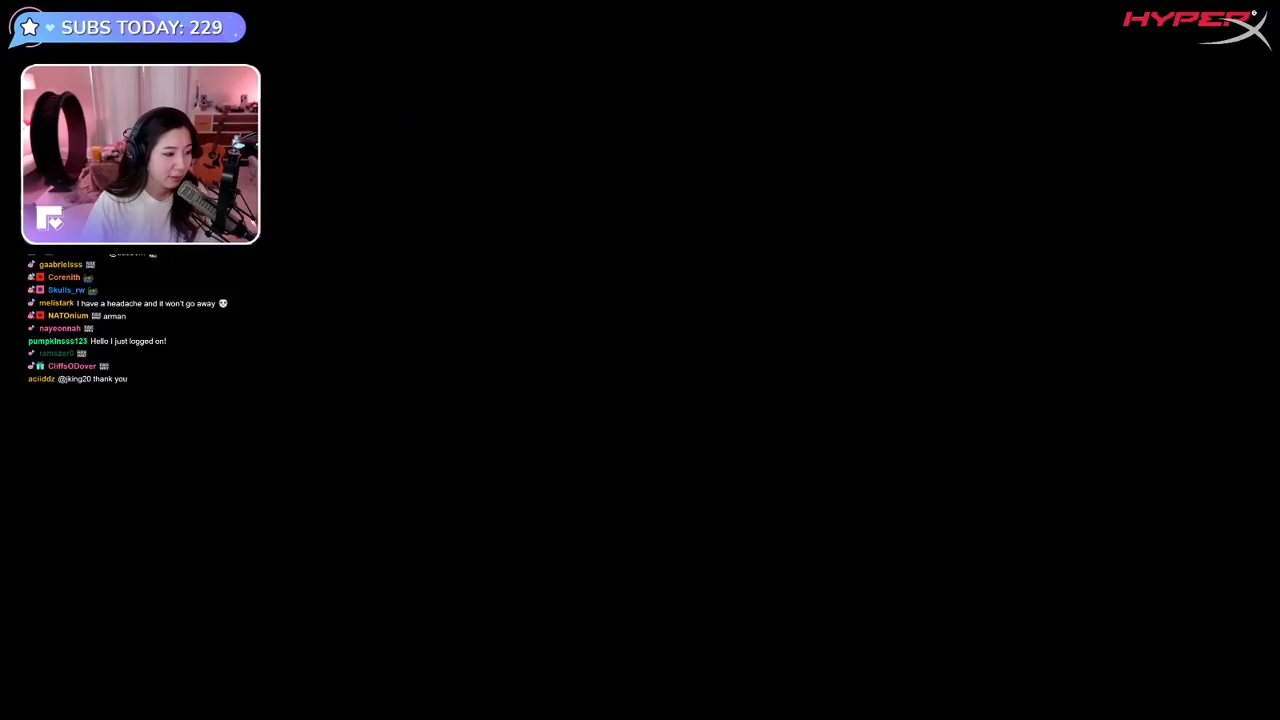 SUBS TODAY: 229
HYPERX
gaabrielsss
Corenith
Skulls_rw
melistark I have a headache and it won't go away
NATOnium arman
nayeonnah
pumpkinsss123 Hello I just logged on!
ramszer0
CliffsODover
aciiddz @jking20 thank you